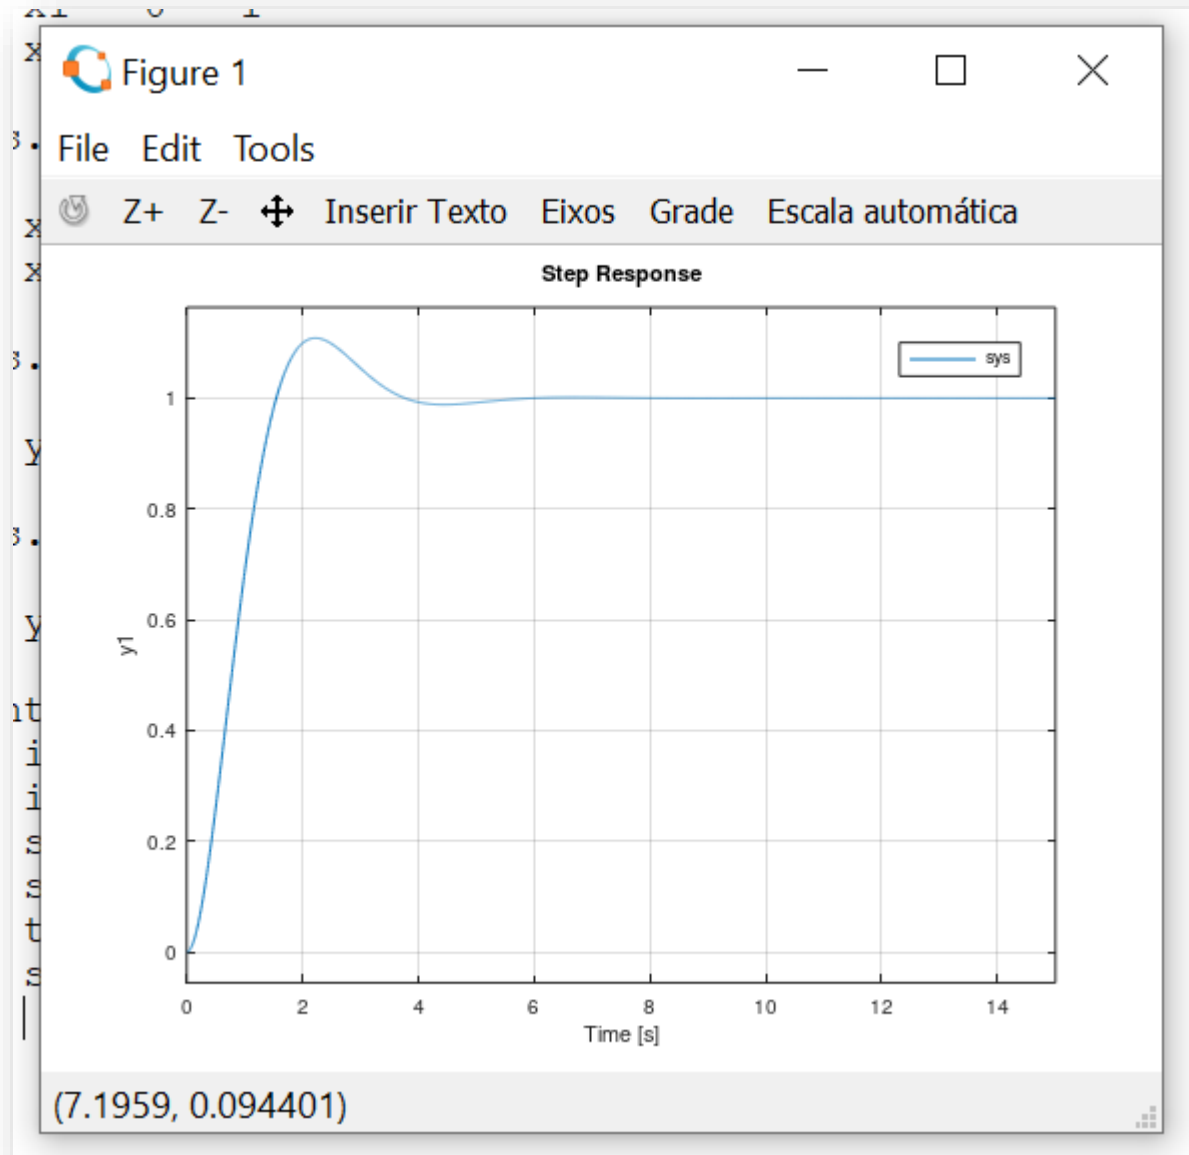 Figure 1
File Edit Tools
Z+ Z- Inserir Texto Eixos Grade Escala automática
Step Response
sys
1
0.8
0.6
0.4
0.2
0
y1
0 2 4 6 8 10 12 14
Time [s]
(7.1959, 0.094401)